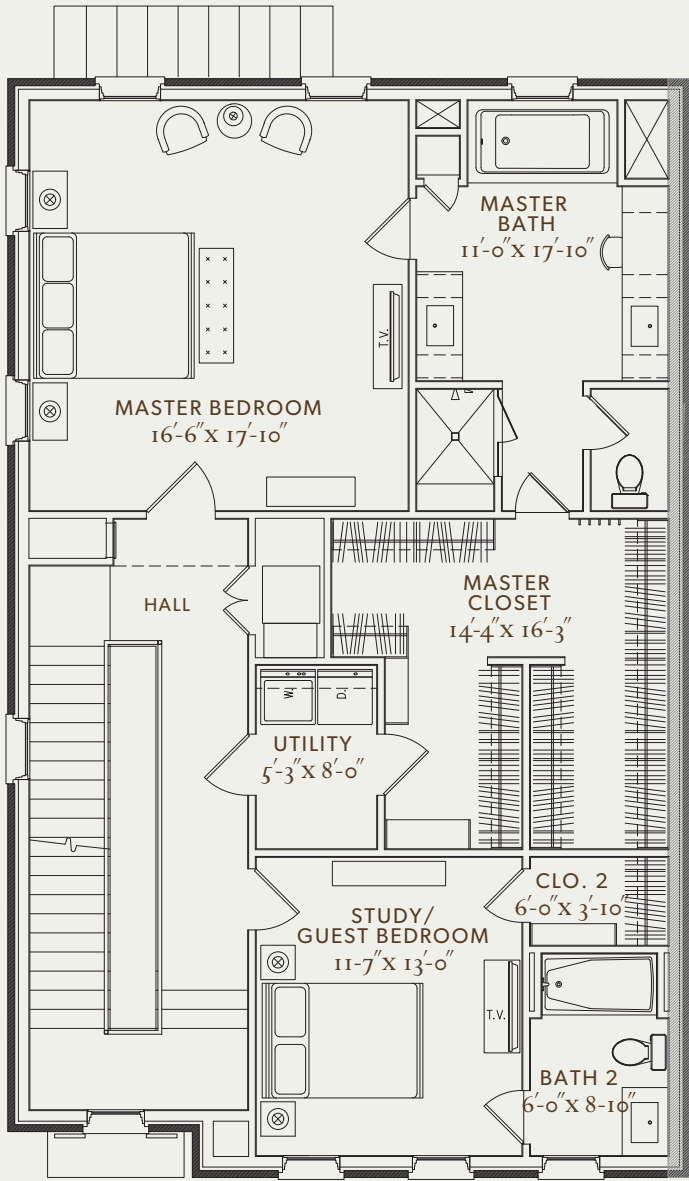 MASTER
BATH
11'-0"X 17'-10"
T.V.
MASTER BEDROOM
16'-6"X 17'-10"
HALL
MASTER
CLOSET
14'-4"X 16'-3"
W.
D.
UTILITY
5'-3"X 8'-0"
CLO. 2
6'-0"X 3'-10"
STUDY/
GUEST BEDROOM
11-7"X 13'-0"
T.V.
BATH 2
6'-0"X 8-10"